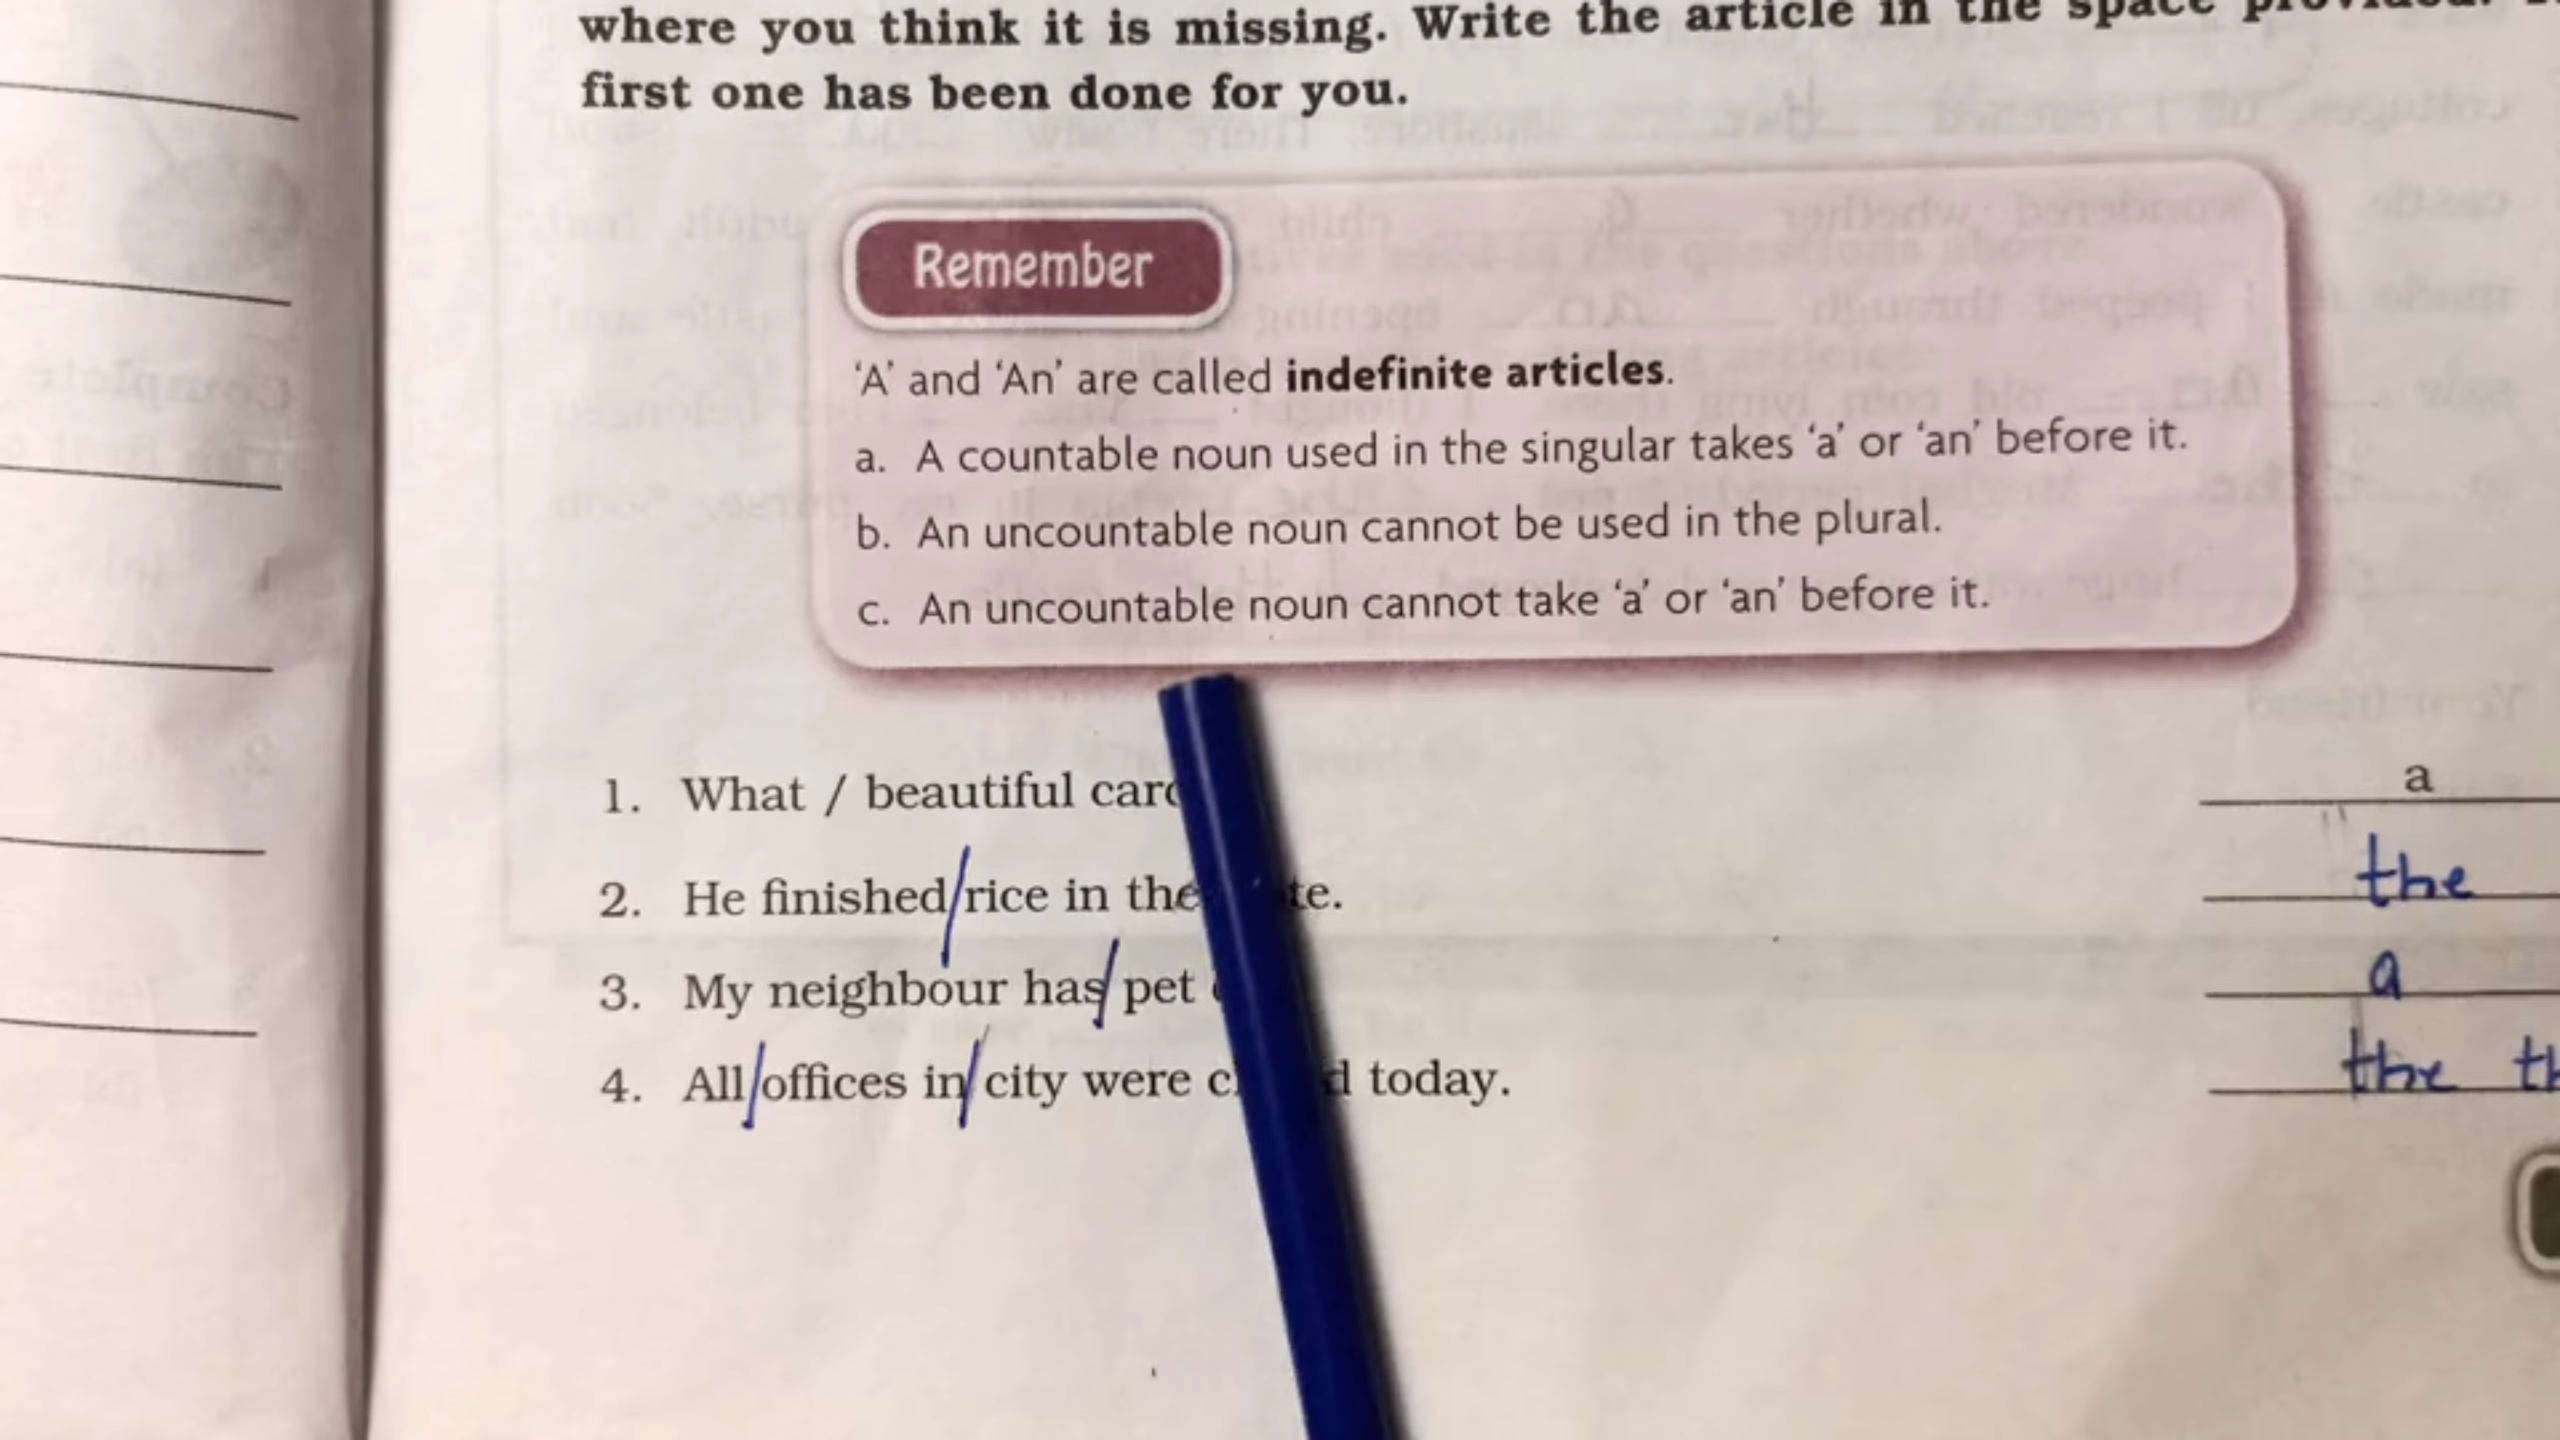 where you think it is missing. Write the article in the space provided.
first one has been done for you.
Remember
‘A’ and ‘An’ are called indefinite articles.
a. A countable noun used in the singular takes ‘a’ or ‘an’ before it.
b. An uncountable noun cannot be used in the plural.
c. An uncountable noun cannot take ‘a’ or ‘an’ before it.
1. What / beautiful a
2. He finished/rice in the the
3. My neighbour has/pet a
4. All/offices in/city were today. the